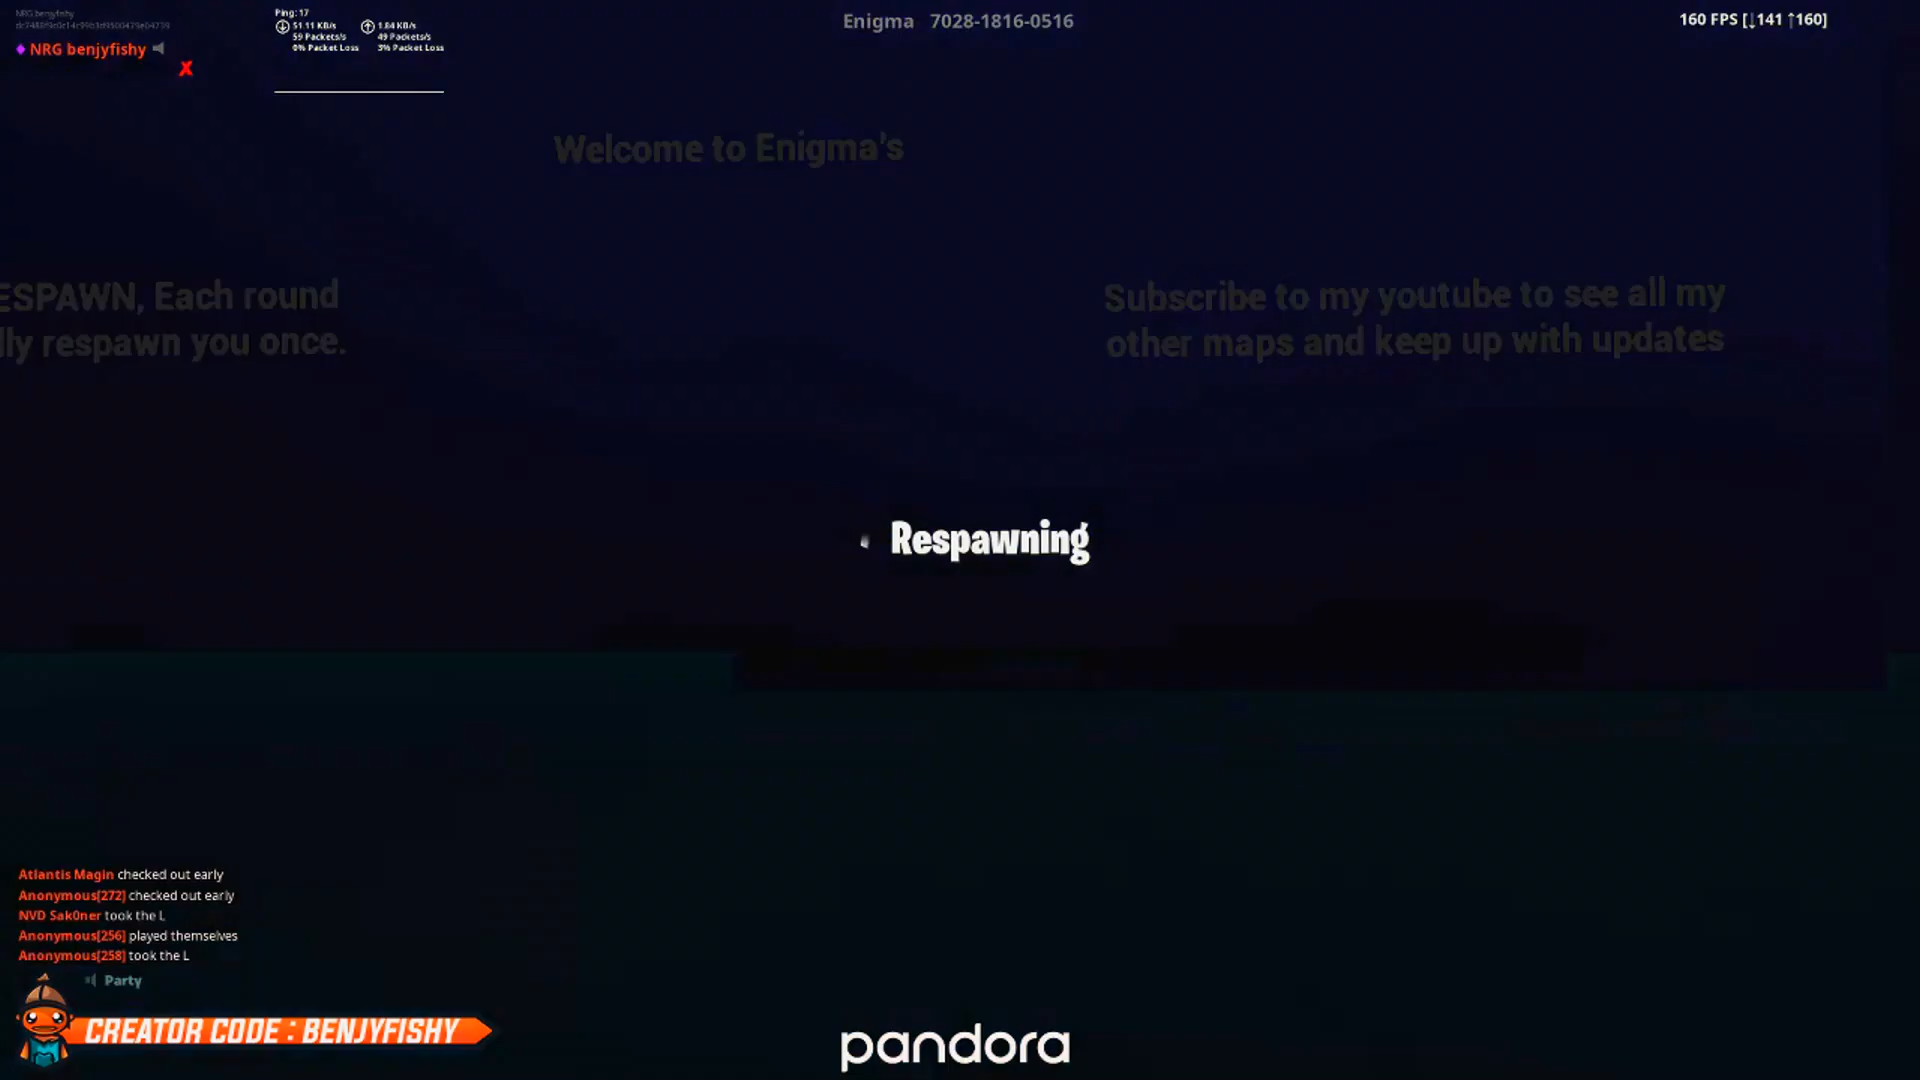 NRG benjyfishy
NRG benjyfishy
X
Ping: 17
51.11 KB/s
59 Packets/s
0% Packet Loss
1.84 KB/s
49 Packets/s
3% Packet Loss
Enigma 7028-1816-0516
160 FPS [↓141 ↑160]
Welcome to Enigma's
ESPAWN, Each round
lly respawn you once.
Subscribe to my youtube to see all my
other maps and keep up with updates
Respawning
Atlantis Magin checked out early
Anonymous[272] checked out early
NVD Sak0ner took the L
Anonymous[256] played themselves
Anonymous[258] took the L
Party
CREATOR CODE : BENJYFISHY
pandora